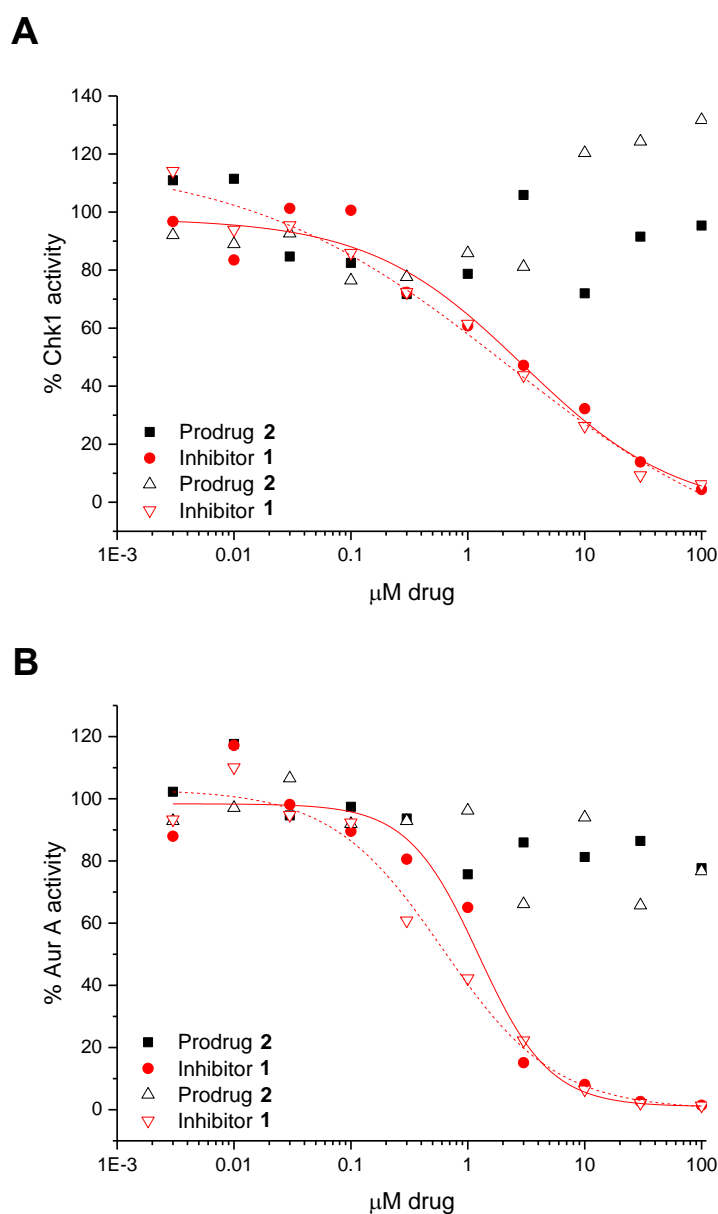 A
140
120
100
80
60
40
20
0
% Chk1 activity
Prodrug 2
Inhibitor 1
Prodrug 2
Inhibitor 1
1E-3 0.01 0.1 1 10 100
μM drug
B
120
100
80
60
40
20
0
% Aur A activity
Prodrug 2
Inhibitor 1
Prodrug 2
Inhibitor 1
1E-3 0.01 0.1 1 10 100
μM drug